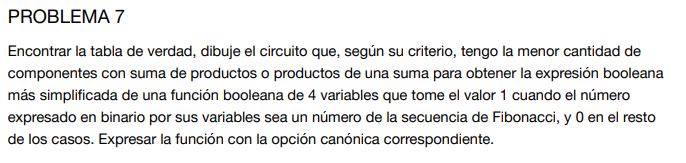 PROBLEMA 7
Encontrar la tabla de verdad, dibuje el circuito que, según su criterio, tengo la menor cantidad de
componentes con suma de productos o productos de una suma para obtener la expresión booleana
más simplificada de una función booleana de 4 variables que tome el valor 1 cuando el número
expresado en binario por sus variables sea un número de la secuencia de Fibonacci, y 0 en el resto
de los casos. Expresar la función con la opción canónica correspondiente.